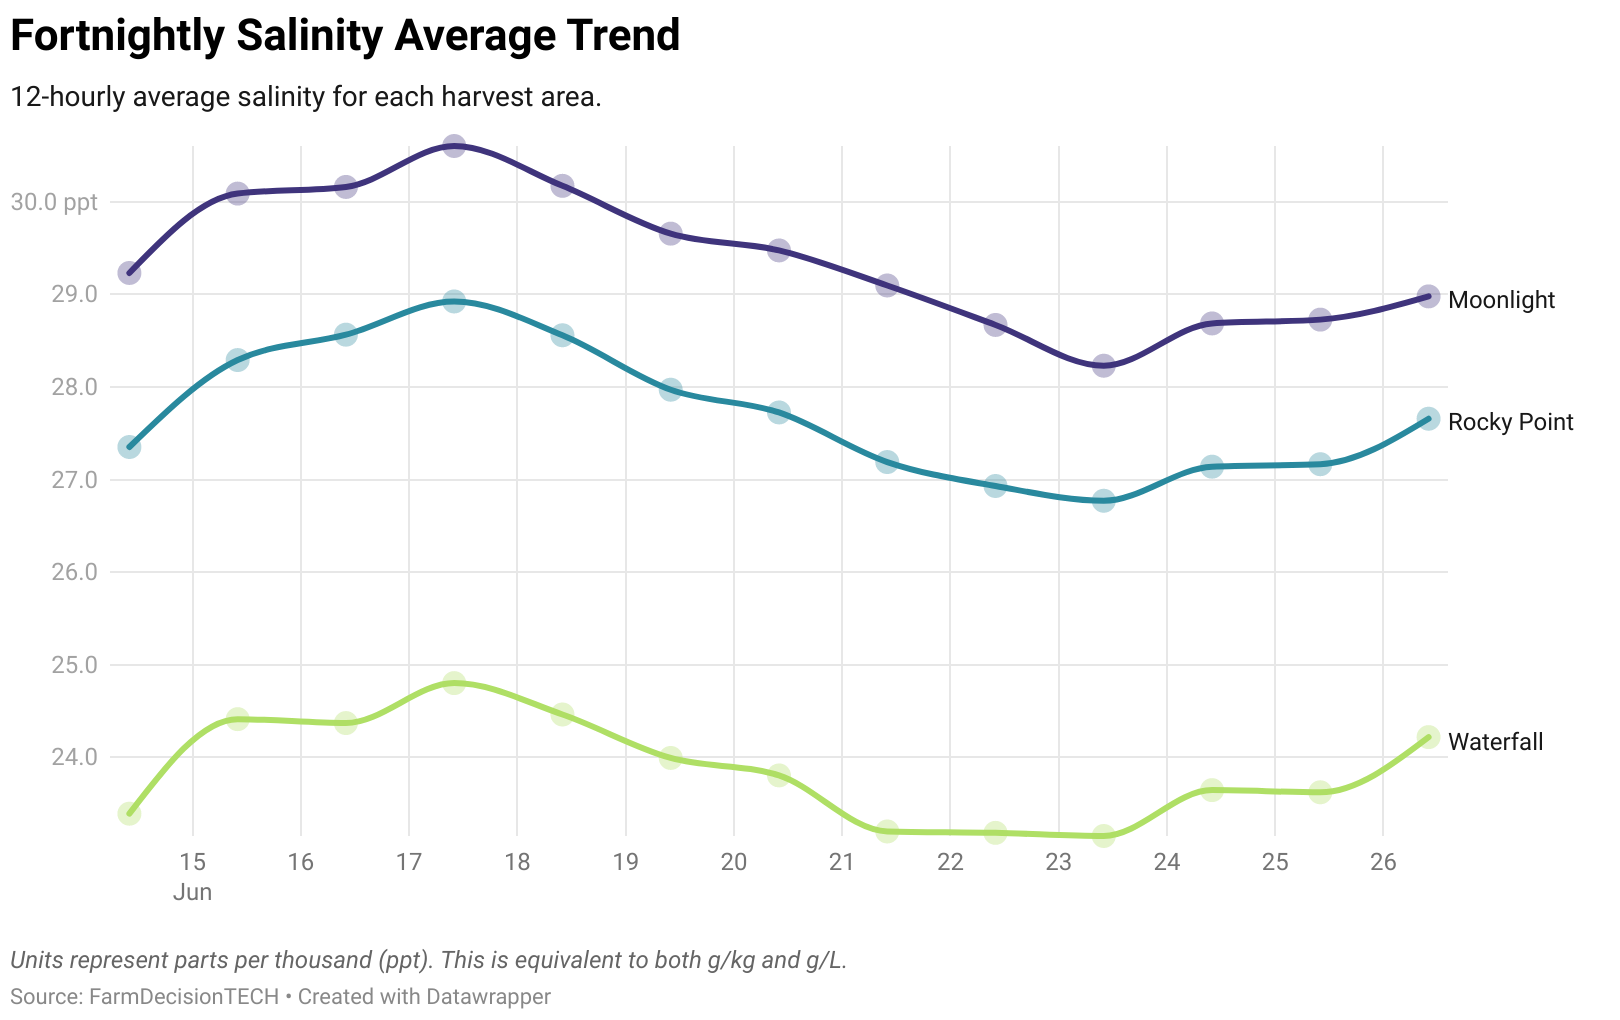 Fortnightly Salinity Average Trend
12-hourly average salinity for each harvest area.
30.0 ppt
29.0
28.0
27.0
26.0
25.0
24.0
Moonlight
Rocky Point
Waterfall
15 16 17 18 19 20 21 22 23 24 25 26
Jun
Units represent parts per thousand (ppt). This is equivalent to both g/kg and g/L.
Source: FarmDecisionTECH • Created with Datawrapper